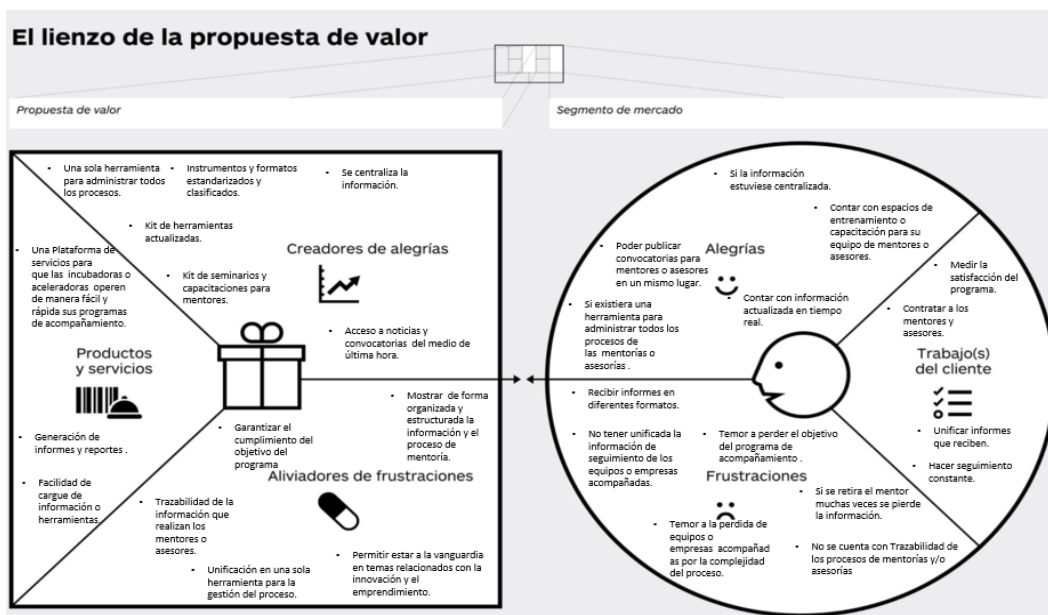 El lienzo de la propuesta de valor
Propuesta de valor
Segmento de mercado
• Una sola herramienta
para administrar todos
los procesos.
• Instrumentos y formatos
estandarizados y
clasificados.
• Se centraliza la
información.
• Kit de herramientas
actualizadas.
• Una Plataforma de
servicios para
que las incubadoras o
aceleradoras operen
de manera fácil y
rápida sus programas
de acompañamiento.
• Kit de seminarios y
capacitaciones para
mentores.
Creadores de alegrías
• Acceso a noticias y
convocatorias del medio de
última hora.
Productos
y servicios
• Generación de
informes y reportes .
• Facilidad de
cargue de
información o
herramientas.
• Garantizar el
cumplimiento del
objetivo del
programa
• Mostrar de forma
organizada y
estructurada la
información y el
proceso de
mentoría.
Aliviadores de frustraciones
• Trazabilidad de la
información que
realizan los
mentores o
asesores.
• Unificación en una sola
herramienta para la
gestión del proceso.
• Permitir estar a la vanguardia
en temas relacionados con la
innovación y el
emprendimiento.
• Si la información
estuviese centralizada.
• Contar con espacios de
entrenamiento o
capacitación para su
equipo de mentores o
asesores.
• Poder publicar
convocatorias para
mentores o asesores
en un mismo lugar.
Alegrías
• Si existiera una
herramienta para
administrar todos los
procesos de
las mentorías o
asesorías .
• Contar con información
actualizada en tiempo
real.
• Medir la
satisfacción del
programa.
• Contratar a los
mentores y
asesores.
Trabajo(s)
del cliente
• Unificar informes
que reciben.
• Hacer seguimiento
constante.
• Recibir informes en
diferentes formatos.
• No tener unificada la
información de
seguimiento de los
equipos o empresas
acompañadas.
• Temor a perder el objetivo
del programa de
acompañamiento .
Frustraciones
• Si se retira el mentor
muchas veces se pierde
la información.
• Temor a la perdida de
equipos o
empresas acompañad
as por la complejidad
del proceso.
• No se cuenta con Trazabilidad de
los procesos de mentorías y/o
asesorías